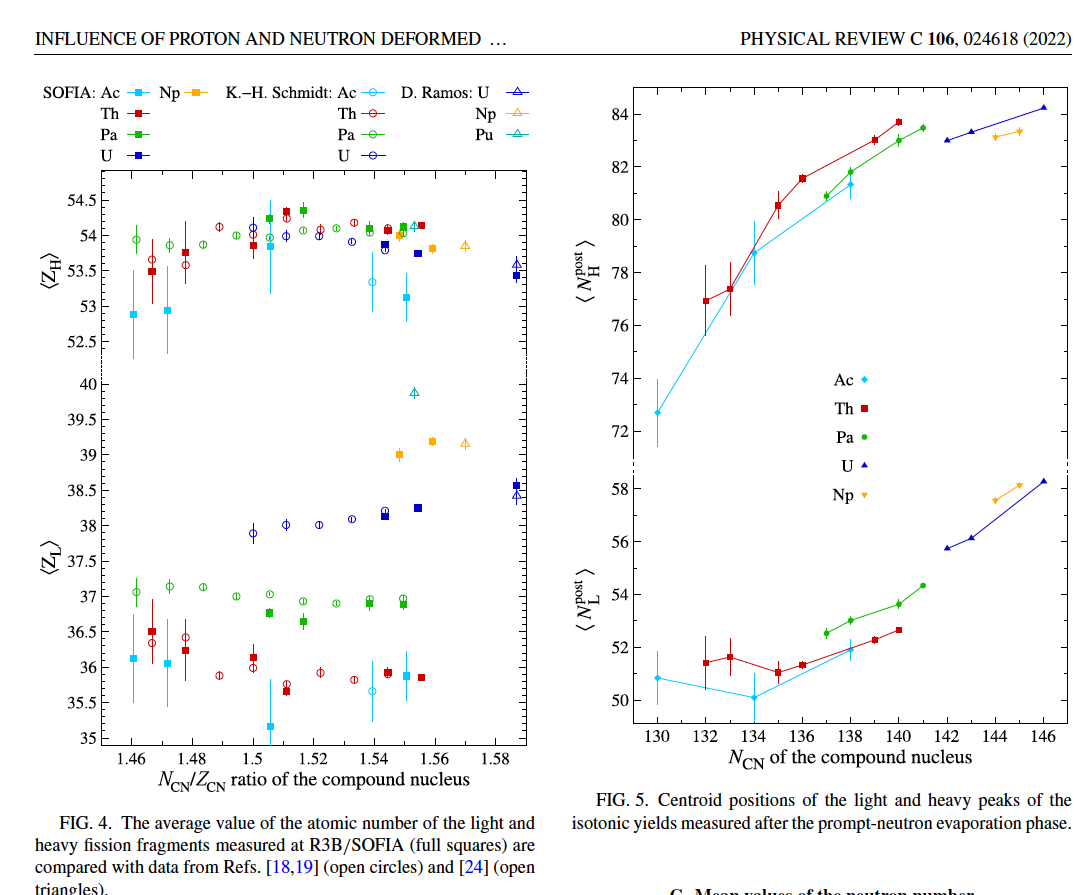 INFLUENCE OF PROTON AND NEUTRON DEFORMED …
PHYSICAL REVIEW C 106, 024618 (2022)
SOFIA: Ac Np K.–H. Schmidt: Ac D. Ramos: U
Th Th Np
Pa Pa Pu
U U
54.5
54
53.5
53
52.5
40
39.5
39
38.5
38
37.5
37
36.5
36
35.5
35
⟨Z_H⟩
⟨Z_L⟩
1.46 1.48 1.5 1.52 1.54 1.56 1.58
N_CN/Z_CN ratio of the compound nucleus
FIG. 4. The average value of the atomic number of the light and
heavy fission fragments measured at R3B/SOFIA (full squares) are
compared with data from Refs. [18,19] (open circles) and [24] (open
triangles).
84
82
80
78
76
74
72
58
56
54
52
50
⟨ N_H^post ⟩
⟨ N_L^post ⟩
Ac
Th
Pa
U
Np
130 132 134 136 138 140 142 144 146
N_CN of the compound nucleus
FIG. 5. Centroid positions of the light and heavy peaks of the
isotonic yields measured after the prompt-neutron evaporation phase.
C. Mean values of the neutron number